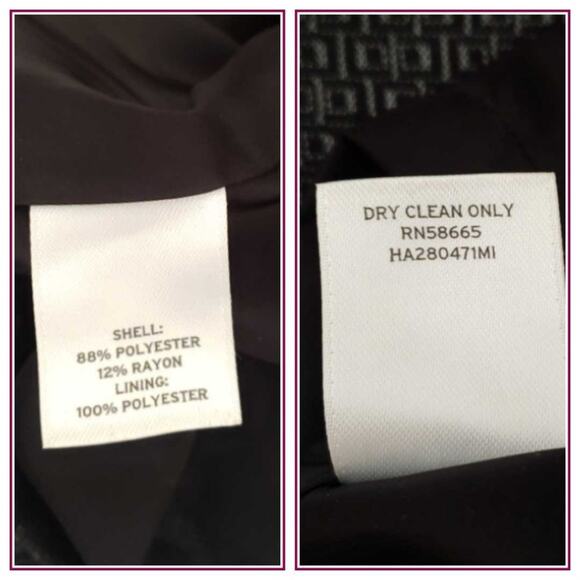 SHELL:
88% POLYESTER
12% RAYON
LINING:
100% POLYESTER
DRY CLEAN ONLY
RN58665
HA280471MI